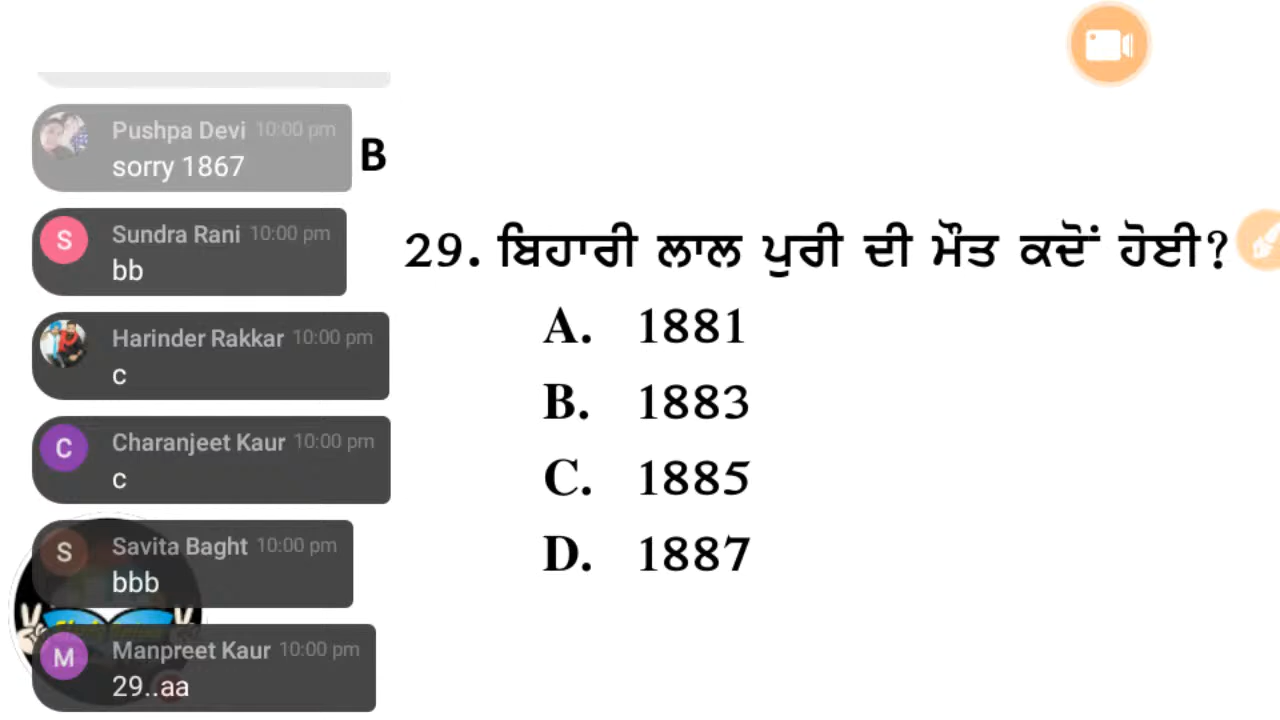 Pushpa Devi 10:00 pm
sorry 1867
B
Sundra Rani 10:00 pm
S
bb
Harinder Rakkar 10:00 pm
c
Charanjeet Kaur 10:00 pm
C
c
Savita Baght 10:00 pm
S
bbb
Manpreet Kaur 10:00 pm
M
29..aa
29. ਬਿਹਾਰੀ ਲਾਲ ਪੁਰੀ ਦੀ ਮੌਤ ਕਦੋਂ ਹੋਈ?
A. 1881
B. 1883
C. 1885
D. 1887